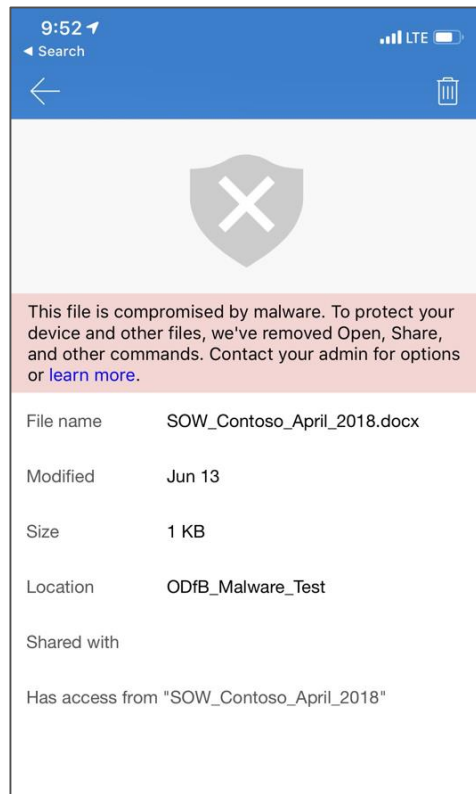 9:52
LTE
◄ Search
This file is compromised by malware. To protect your
device and other files, we've removed Open, Share,
and other commands. Contact your admin for options
or learn more.
File name SOW_Contoso_April_2018.docx
Modified Jun 13
Size 1 KB
Location ODfB_Malware_Test
Shared with
Has access from "SOW_Contoso_April_2018"